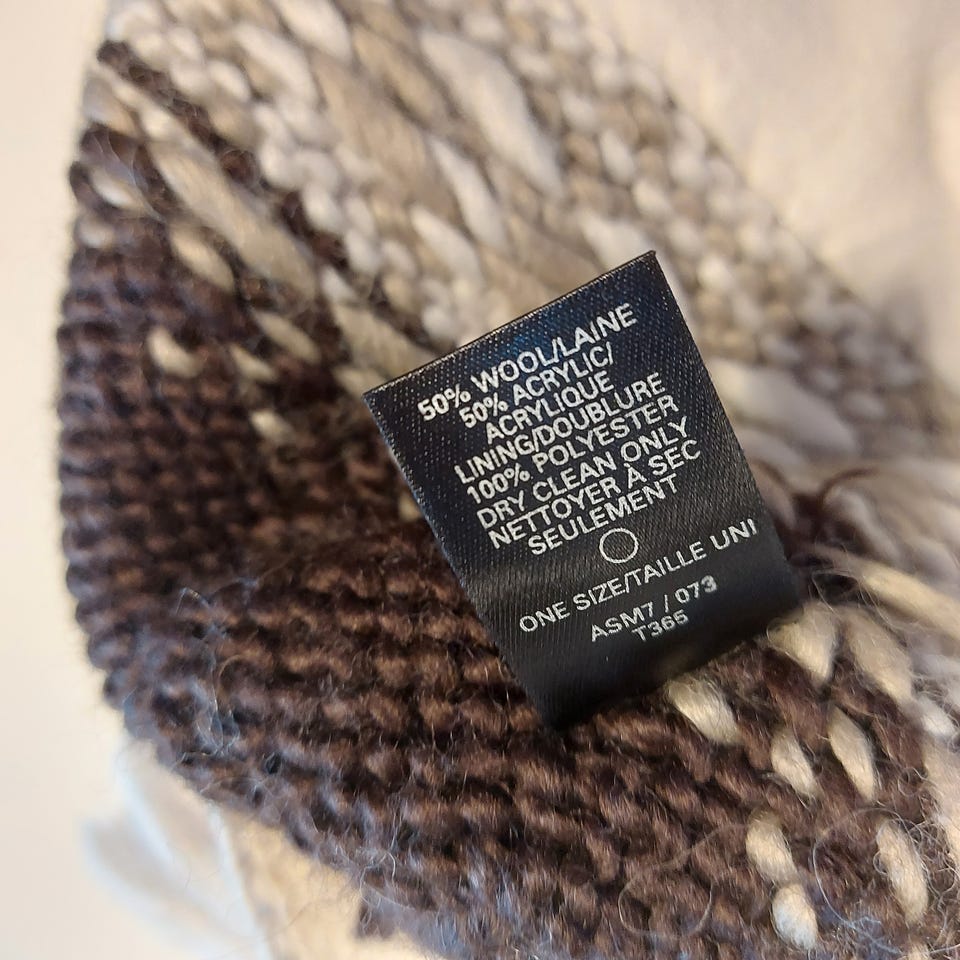 50% WOOL/LAINE
50% ACRYLIC/
ACRYLIQUE
LINING/DOUBLURE
100% POLYESTER
DRY CLEAN ONLY
NETTOYER À SEC
SEULEMENT
ONE SIZE/TAILLE UNI
ASM7 / 073
T365